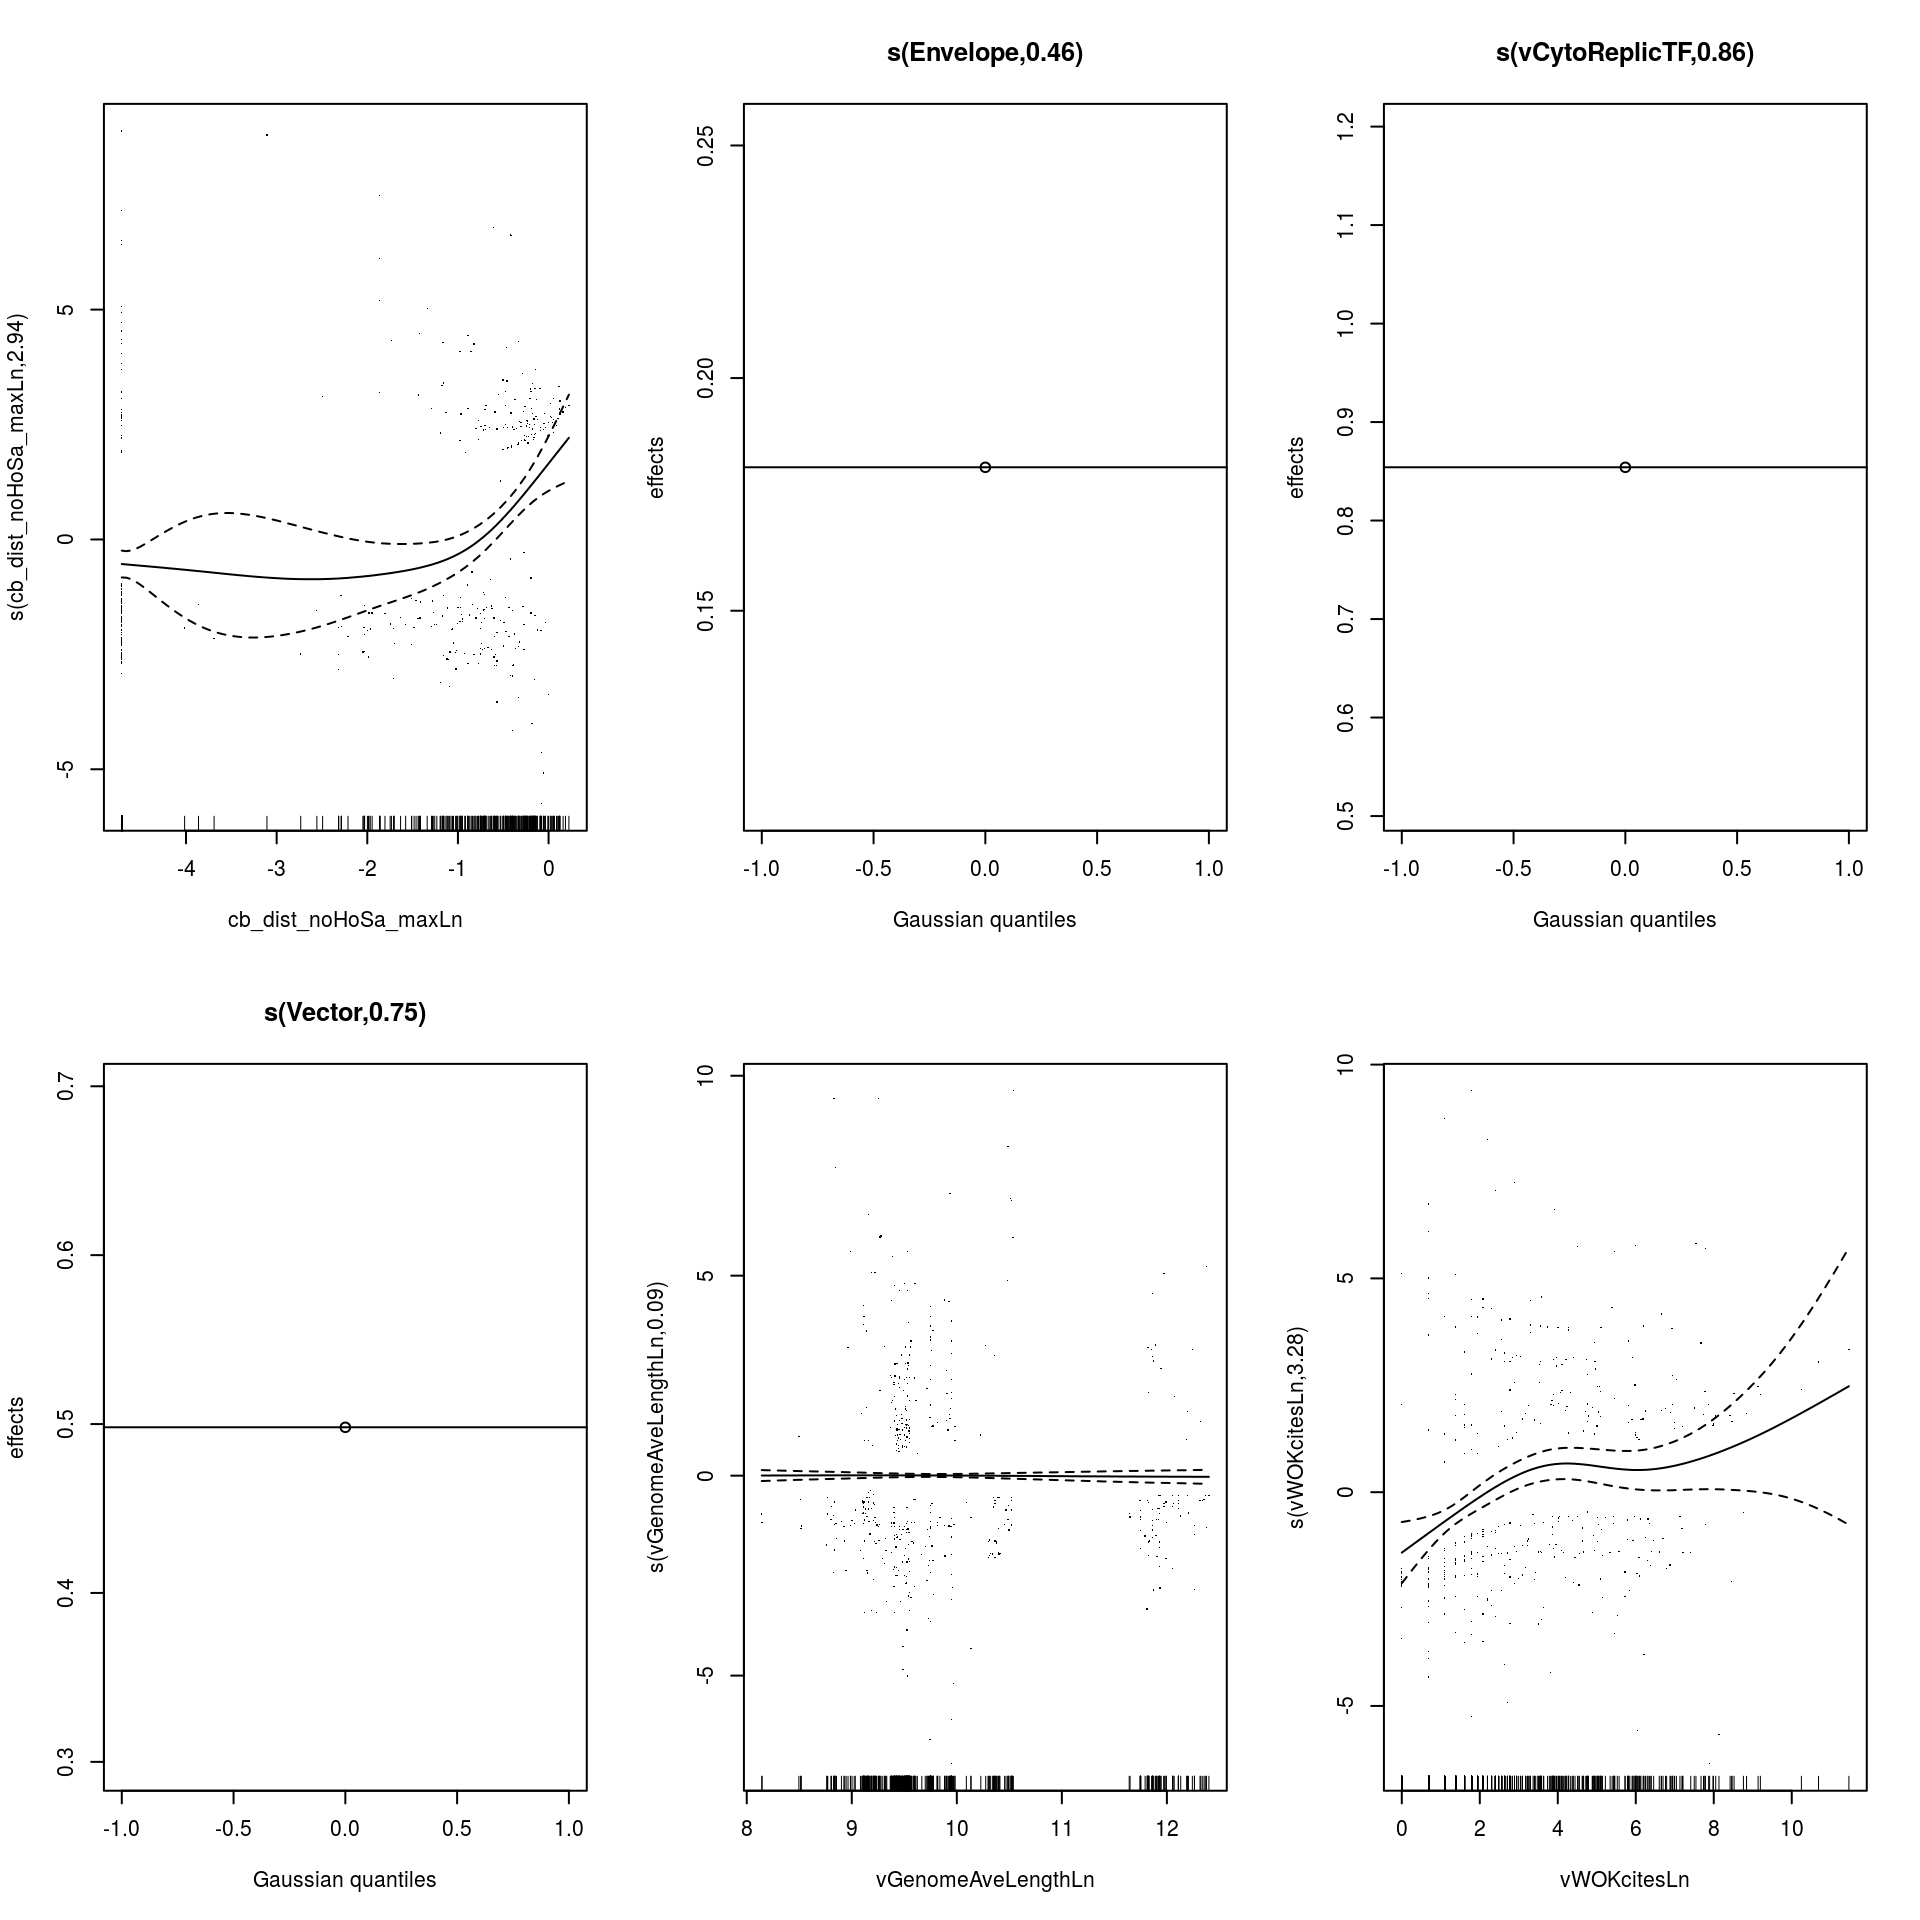 s(Envelope,0.46)
s(vCytoReplicTF,0.86)
s(cb_dist_noHoSa_maxLn,2.94)
5
0
-5
-4 -3 -2 -1 0
cb_dist_noHoSa_maxLn
effects
0.25
0.20
0.15
-1.0 -0.5 0.0 0.5 1.0
Gaussian quantiles
effects
1.2
1.1
1.0
0.9
0.8
0.7
0.6
0.5
-1.0 -0.5 0.0 0.5 1.0
Gaussian quantiles
s(Vector,0.75)
effects
0.7
0.6
0.5
0.4
0.3
-1.0 -0.5 0.0 0.5 1.0
Gaussian quantiles
s(vGenomeAveLengthLn,0.09)
10
5
0
-5
8 9 10 11 12
vGenomeAveLengthLn
s(vWOKcitesLn,3.28)
10
5
0
-5
0 2 4 6 8 10
vWOKcitesLn